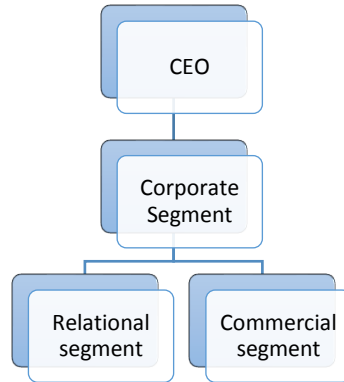 CEO
Corporate
Segment
Relational
segment
Commercial
segment